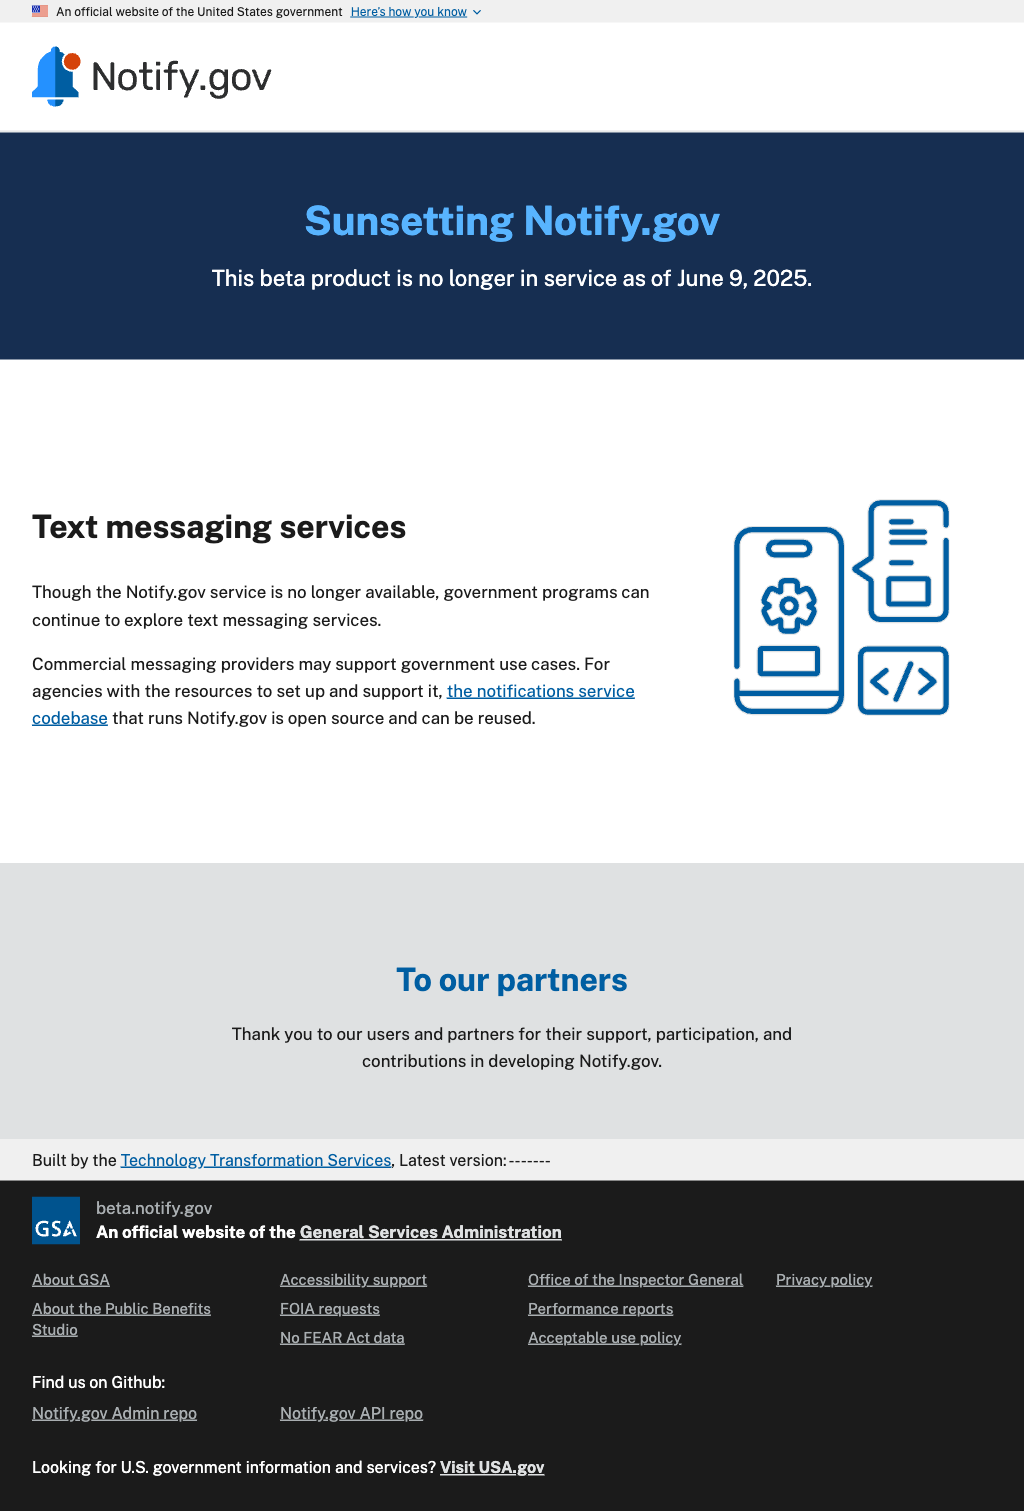 An official website of the United States government Here's how you know
Notify.gov
Sunsetting Notify.gov
This beta product is no longer in service as of June 9, 2025.
Text messaging services
Though the Notify.gov service is no longer available, government programs can
continue to explore text messaging services.
Commercial messaging providers may support government use cases. For
agencies with the resources to set up and support it, the notifications service
codebase that runs Notify.gov is open source and can be reused.
</>
To our partners
Thank you to our users and partners for their support, participation, and
contributions in developing Notify.gov.
Built by the Technology Transformation Services, Latest version:-------
GSA
beta.notify.gov
An official website of the General Services Administration
About GSA
About the Public Benefits
Studio
Accessibility support
FOIA requests
No FEAR Act data
Office of the Inspector General
Performance reports
Acceptable use policy
Privacy policy
Find us on Github:
Notify.gov Admin repo
Notify.gov API repo
Looking for U.S. government information and services? Visit USA.gov